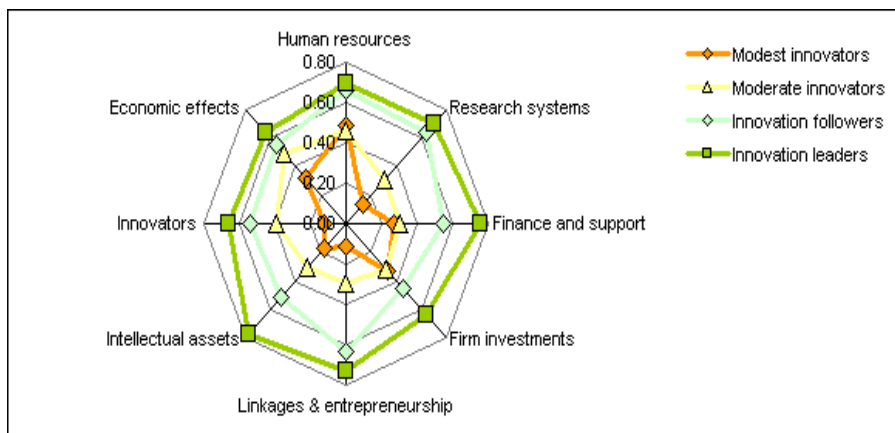 Human resources
0.80
0.60
0.40
0.20
0.00
Economic effects
Research systems
Innovators
Finance and support
Intellectual assets
Firm investments
Linkages & entrepreneurship
Modest innovators
Moderate innovators
Innovation followers
Innovation leaders